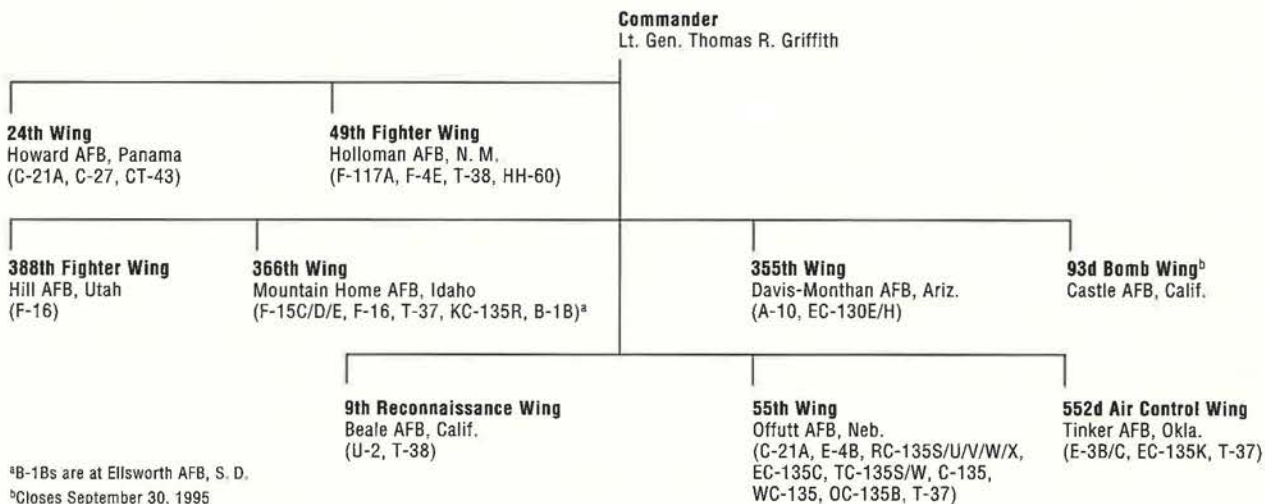 Commander
Lt. Gen. Thomas R. Griffith
24th Wing
Howard AFB, Panama
(C-21A, C-27, CT-43)
49th Fighter Wing
Holloman AFB, N. M.
(F-117A, F-4E, T-38, HH-60)
388th Fighter Wing
Hill AFB, Utah
(F-16)
366th Wing
Mountain Home AFB, Idaho
(F-15C/D/E, F-16, T-37, KC-135R, B-1B)ᵃ
355th Wing
Davis-Monthan AFB, Ariz.
(A-10, EC-130E/H)
93d Bomb Wingᵇ
Castle AFB, Calif.
9th Reconnaissance Wing
Beale AFB, Calif.
(U-2, T-38)
55th Wing
Offutt AFB, Neb.
(C-21A, E-4B, RC-135S/U/V/W/X,
EC-135C, TC-135S/W, C-135,
WC-135, OC-135B, T-37)
552d Air Control Wing
Tinker AFB, Okla.
(E-3B/C, EC-135K, T-37)
ᵃB-1Bs are at Ellsworth AFB, S. D.
ᵇCloses September 30, 1995